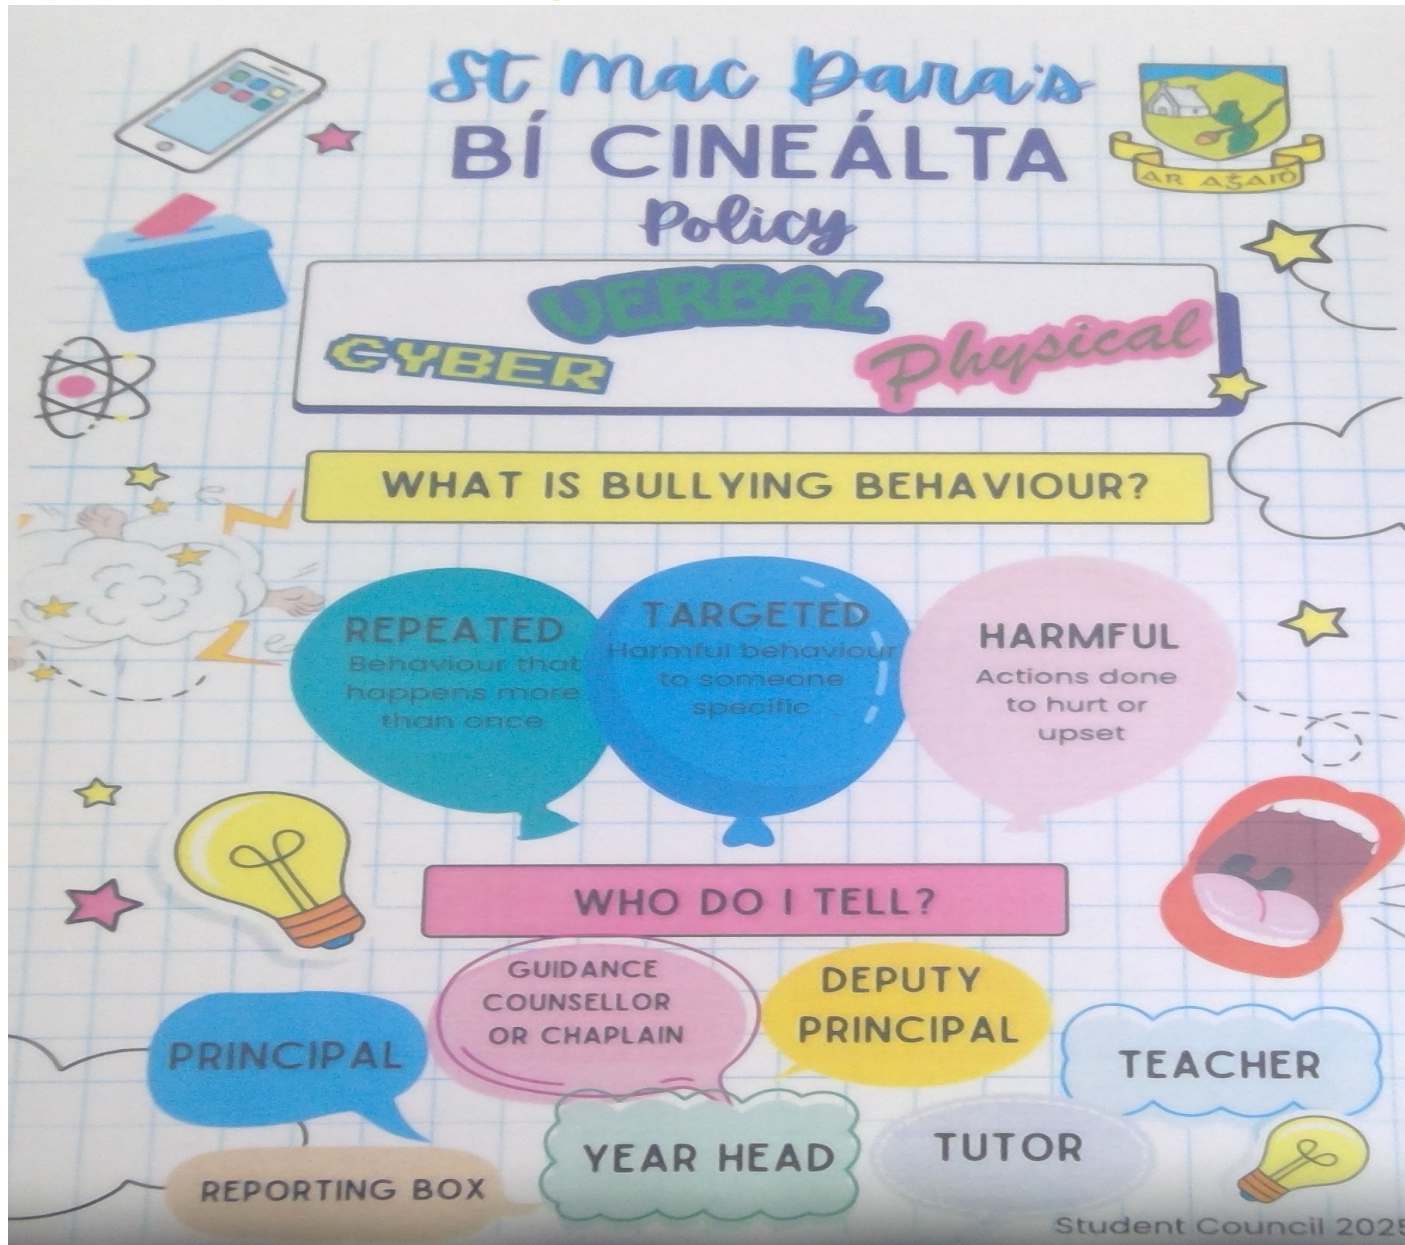 St Mac Dara's
BÍ CINEÁLTA
Policy
AR AĠAIḊ
VERBAL
CYBER
Physical
WHAT IS BULLYING BEHAVIOUR?
REPEATED
Behaviour that
happens more
than once
TARGETED
Harmful behaviour
to someone
specific
HARMFUL
Actions done
to hurt or
upset
WHO DO I TELL?
GUIDANCE
COUNSELLOR
OR CHAPLAIN
DEPUTY
PRINCIPAL
PRINCIPAL
TEACHER
YEAR HEAD
TUTOR
REPORTING BOX
Student Council 2025